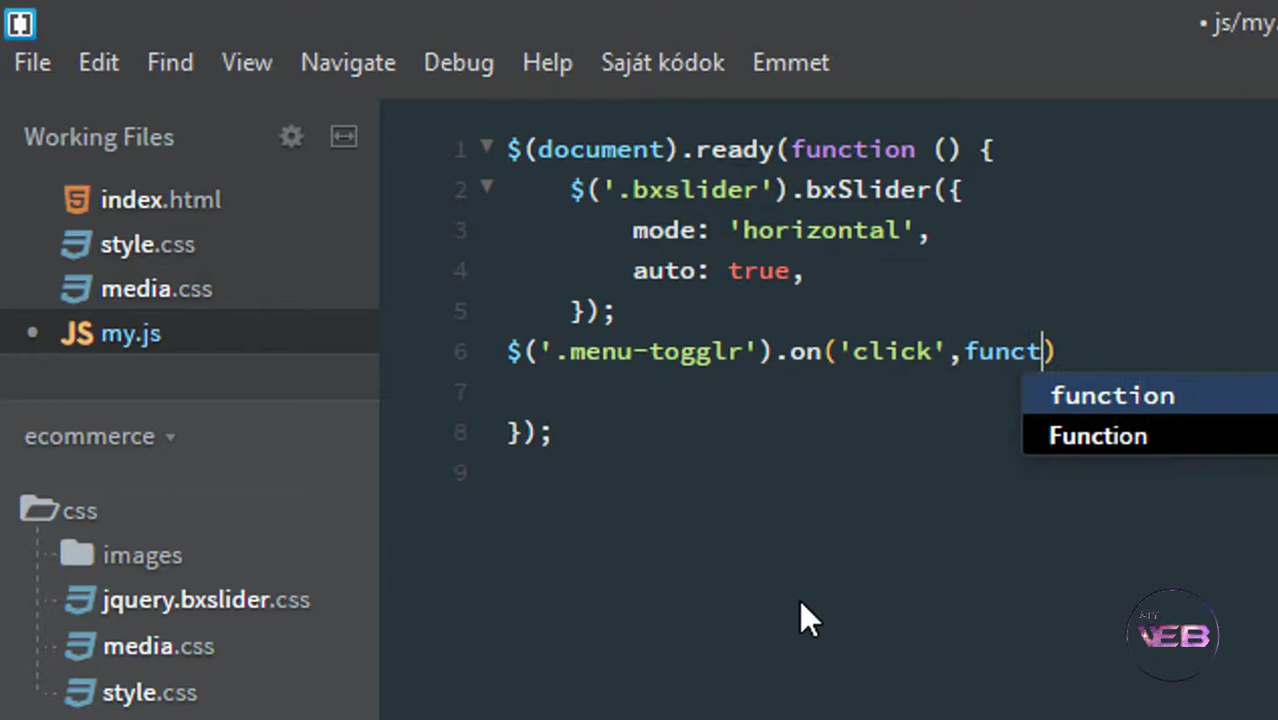 • js/my.
File Edit Find View Navigate Debug Help Saját kódok Emmet
Working Files
index.html
style.css
media.css
JS my.js
ecommerce
css
images
jquery.bxslider.css
media.css
style.css
1 $(document).ready(function () {
2 $('.bxslider').bxSlider({
3 mode: 'horizontal',
4 auto: true,
5 });
6 $('.menu-togglr').on('click',funct)
7
8 });
9
function
Function
VEB